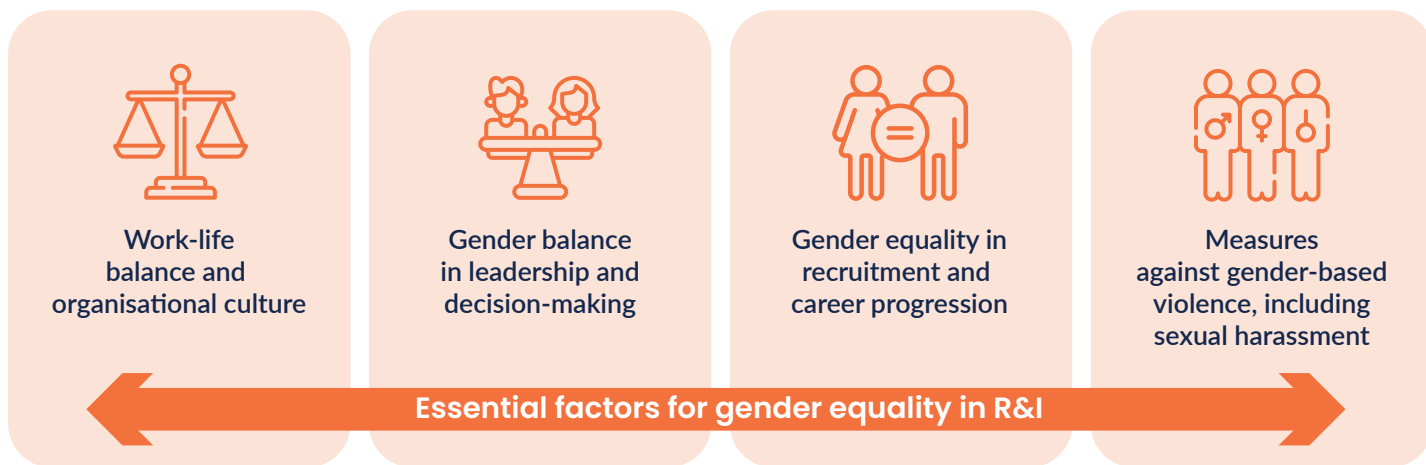 Work-life
balance and
organisational culture
Gender balance
in leadership and
decision-making
Gender equality in
recruitment and
career progression
Measures
against gender-based
violence, including
sexual harassment
Essential factors for gender equality in R&I